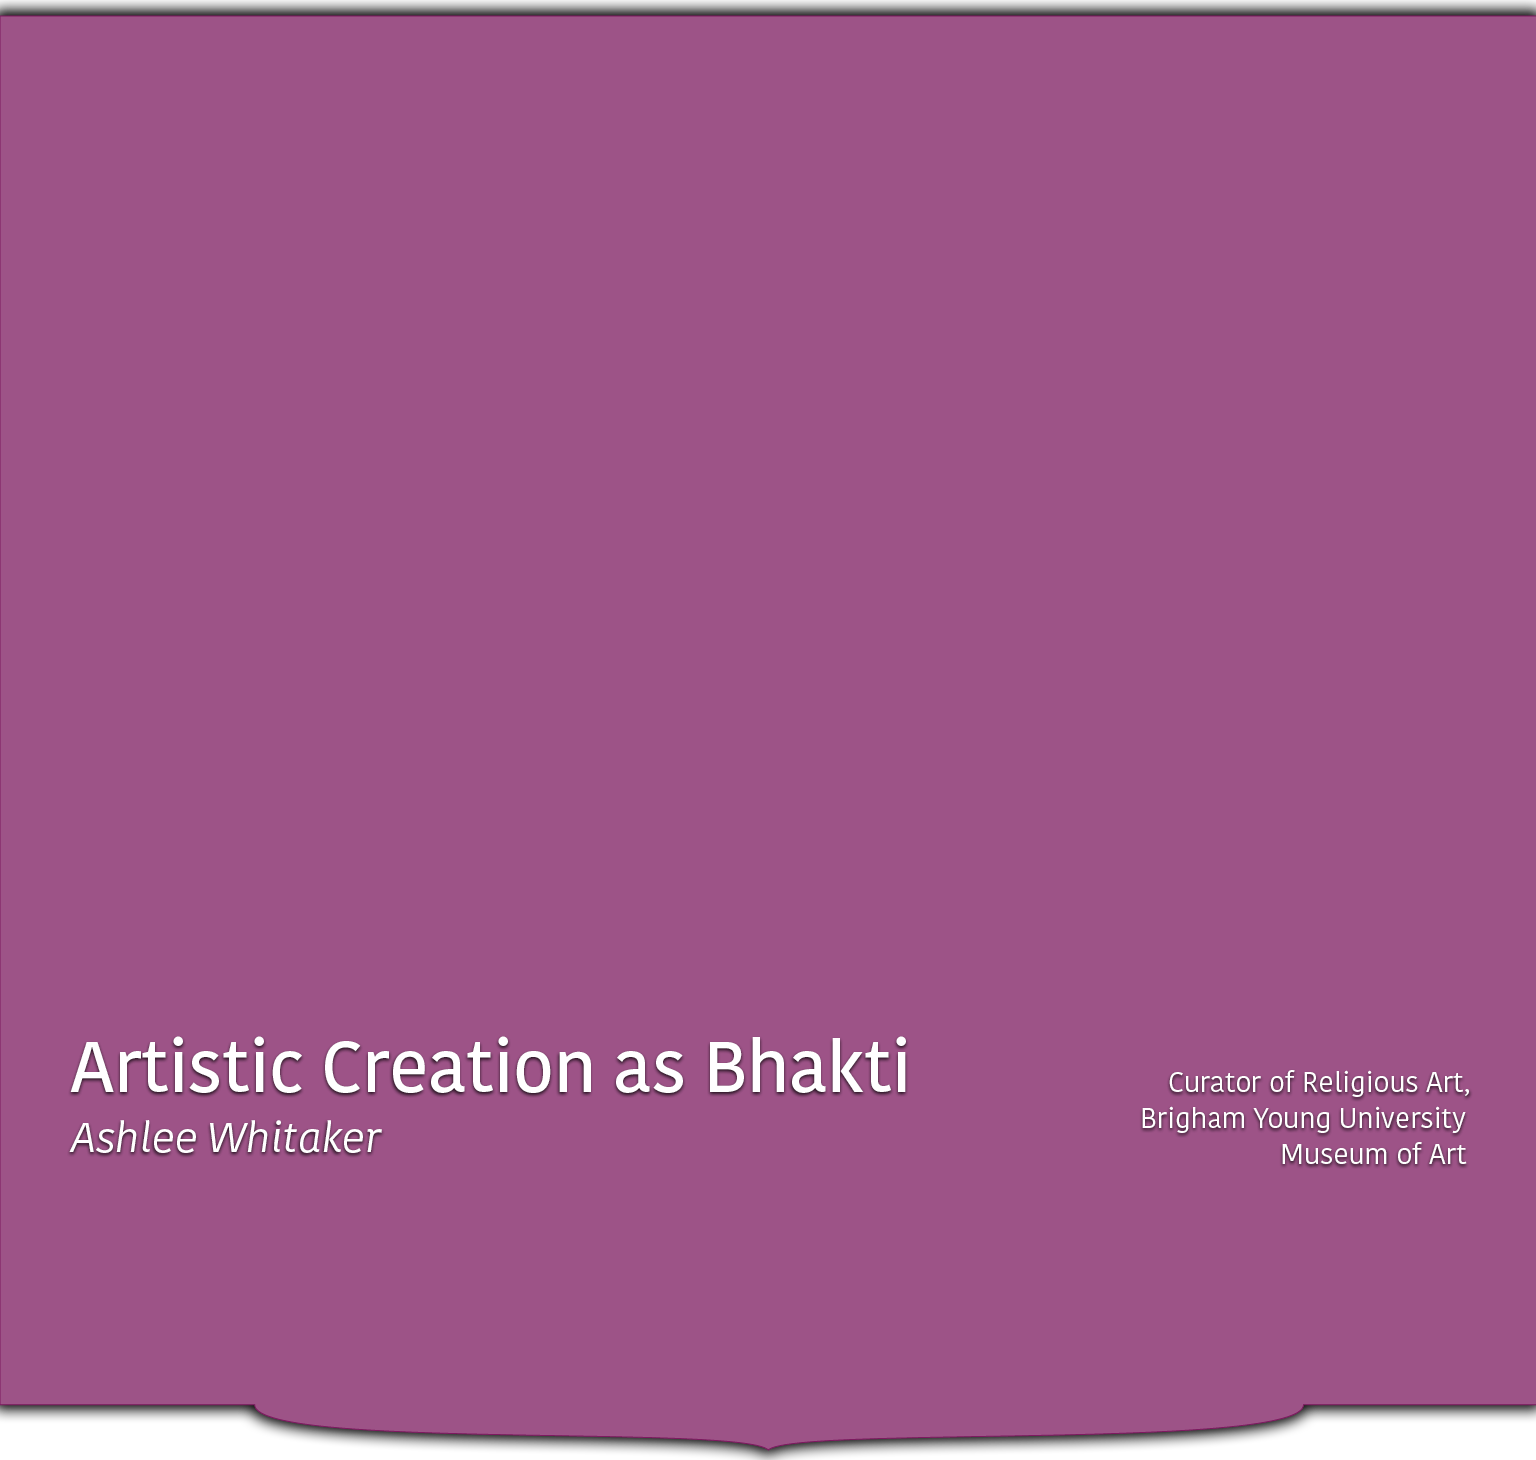 Artistic Creation as Bhakti
Ashlee Whitaker
Curator of Religious Art,
Brigham Young University
Museum of Art